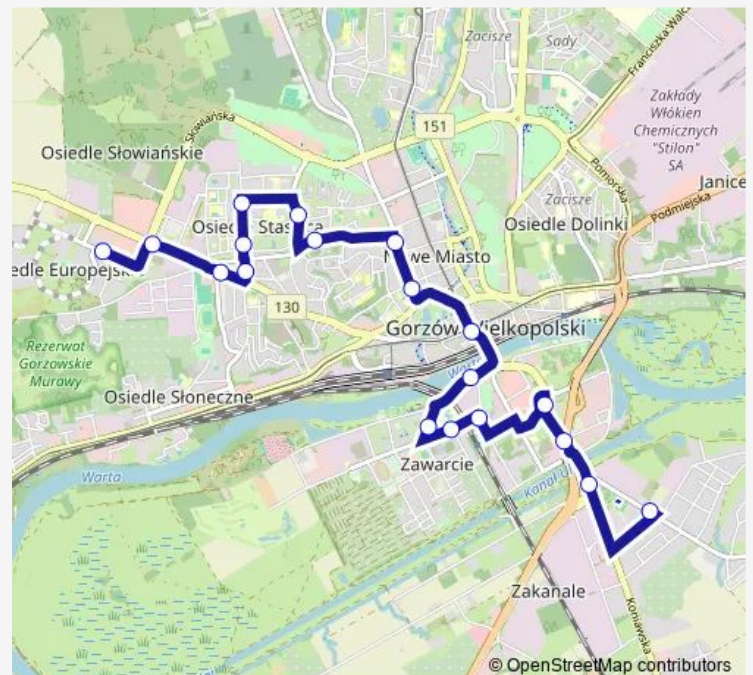 Zacisze
Sady
Franciszka Walc
Zakłady
Włókien
Chemicznych
"Stilon"
SA
Słowiańska
151
Osiedle Słowiańskie
Pomorska
Janice
Zacisze
Podmiejska
Osiedle Dolinki
Osiedle Staszica
Nowe Miasto
edle Europejskie
130
Gorzów Wielkopolski
Rezerwat
Gorzowskie
Murawy
Warta
Osiedle Słoneczne
Zawarcie
Warta
Kanał Ul
Zakanale
Koniawska
© OpenStreetMap contributors